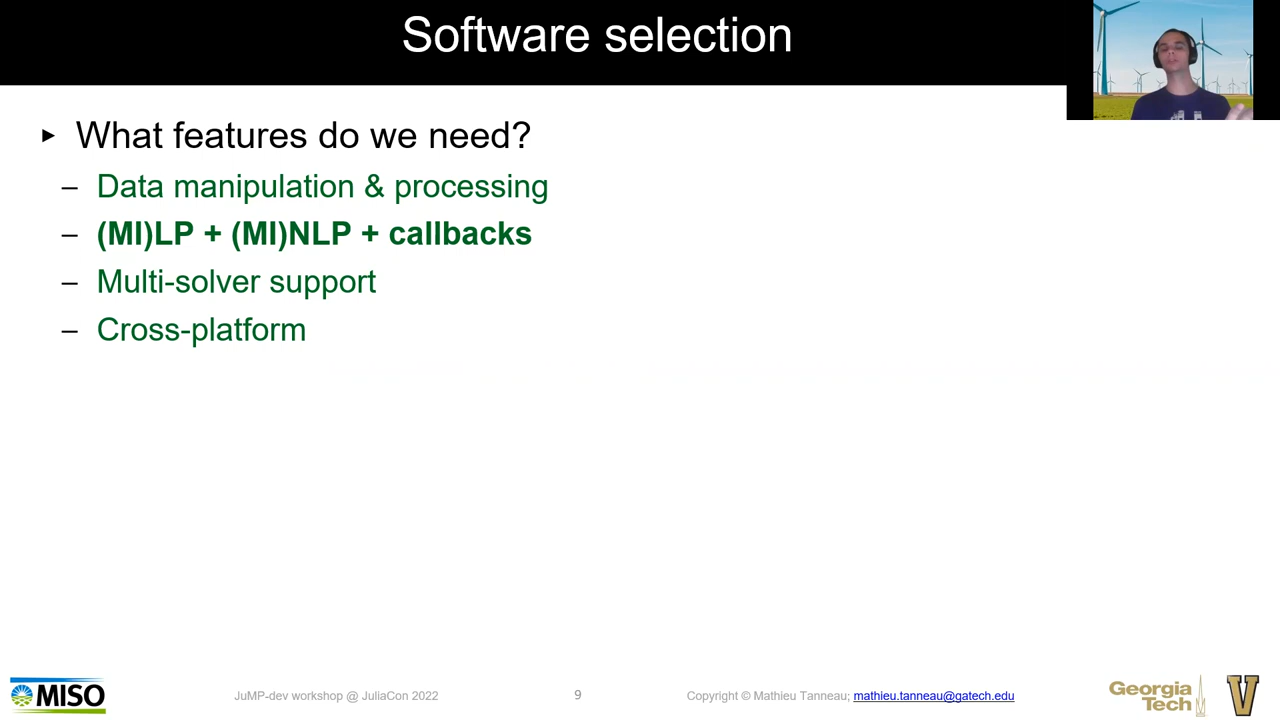 Software selection
What features do we need?
– Data manipulation & processing
– (MI)LP + (MI)NLP + callbacks
– Multi-solver support
– Cross-platform
MISO
JuMP-dev workshop @ JuliaCon 2022
9
Copyright © Mathieu Tanneau; mathieu.tanneau@gatech.edu
Georgia
Tech
V